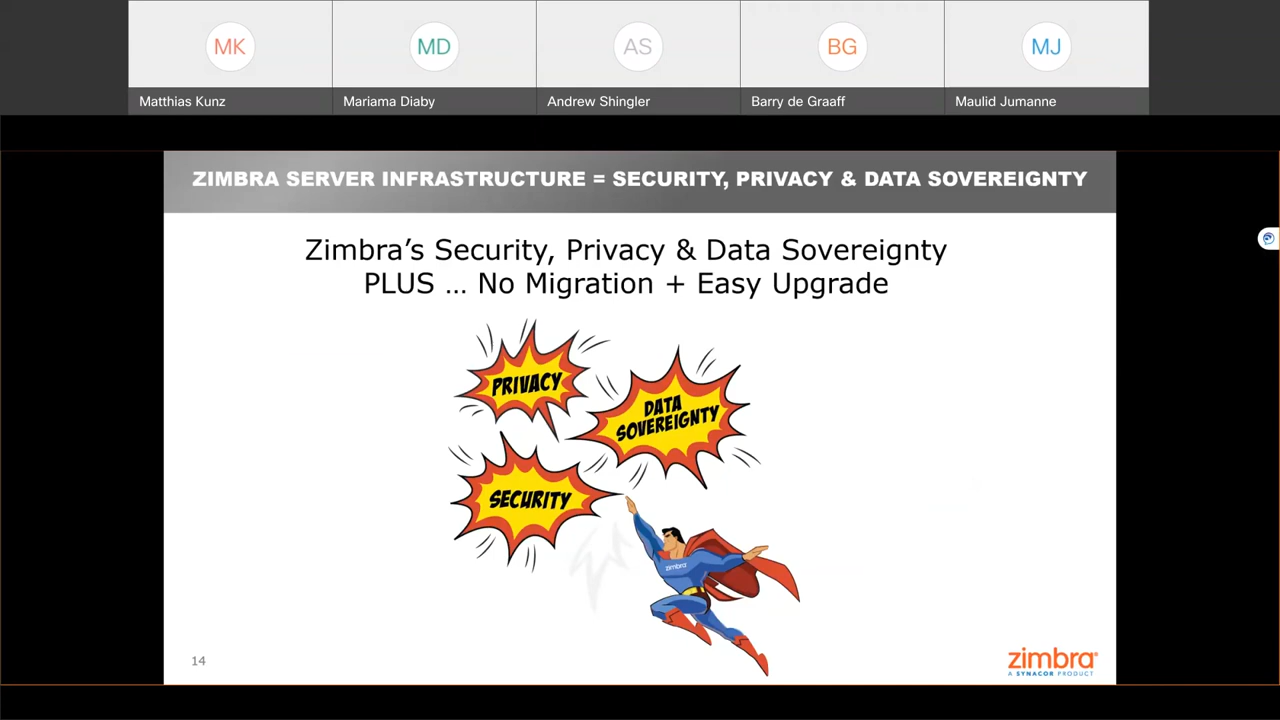 MK
MD
AS
BG
MJ
Matthias Kunz
Mariama Diaby
Andrew Shingler
Barry de Graaff
Maulid Jumanne
ZIMBRA SERVER INFRASTRUCTURE = SECURITY, PRIVACY & DATA SOVEREIGNTY
Zimbra’s Security, Privacy & Data Sovereignty
PLUS … No Migration + Easy Upgrade
PRIVACY
DATA
SOVEREIGNTY
SECURITY
zimbra
14
zimbra®
A SYNACOR PRODUCT